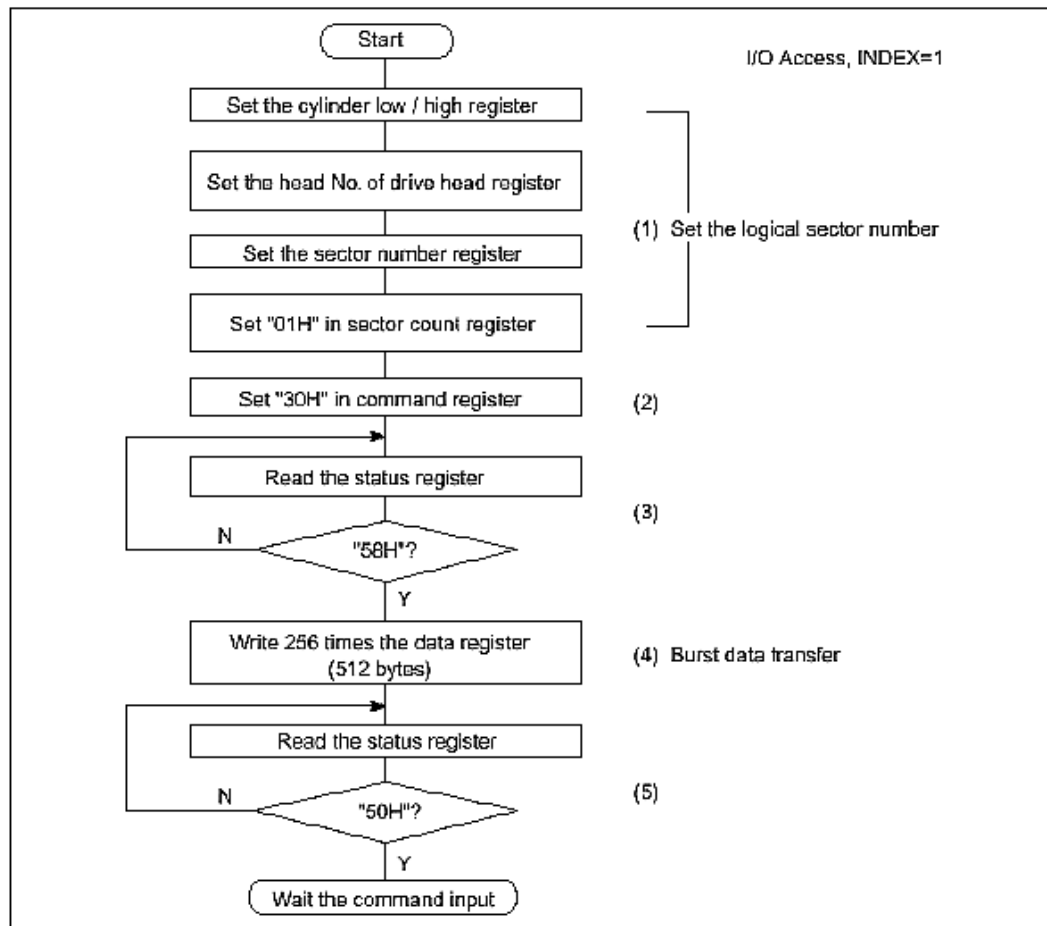 Start
I/O Access, INDEX=1
Set the cylinder low / high register
Set the head No. of drive head register
(1) Set the logical sector number
Set the sector number register
Set "01H" in sector count register
Set "30H" in command register
(2)
Read the status register
(3)
N
"58H"?
Y
Write 256 times the data register
(512 bytes)
(4) Burst data transfer
Read the status register
N
"50H"?
(5)
Y
Wait the command input